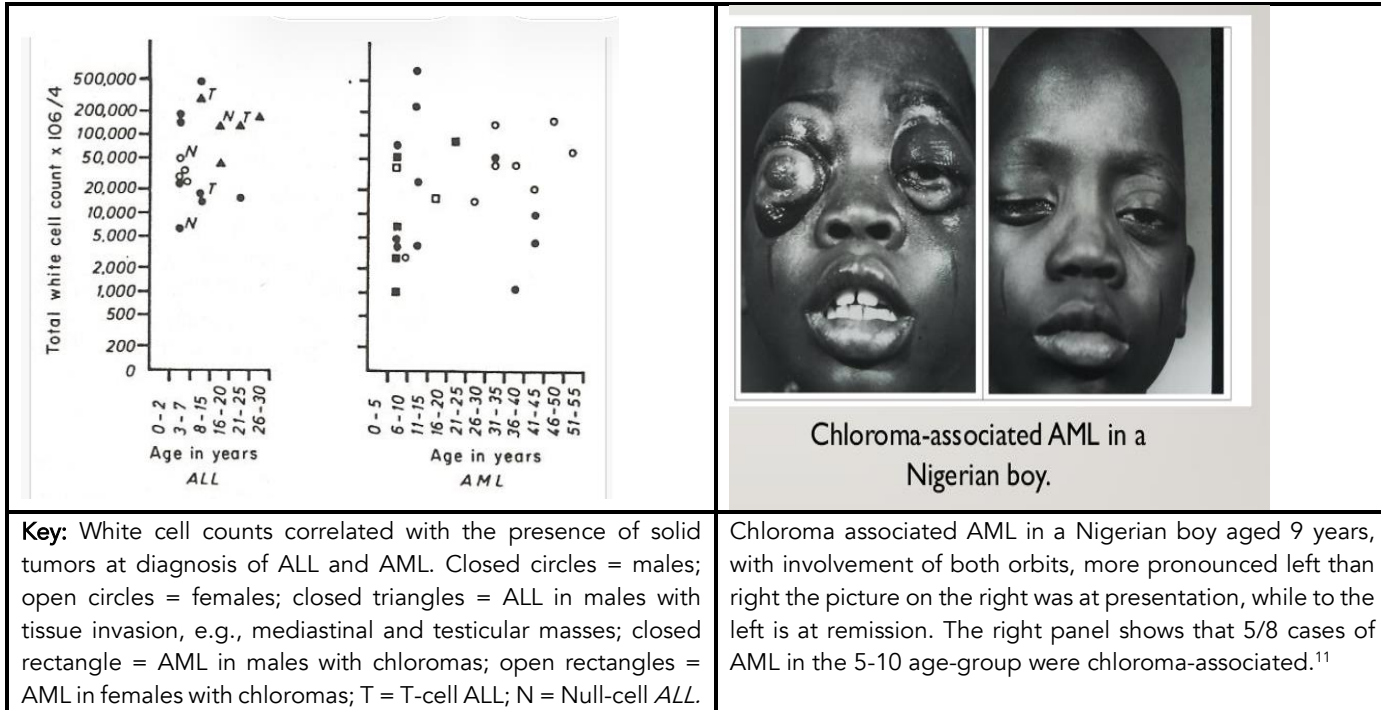 Total white cell count x 106/4
500,000
200,000
100,000
50,000
20,000
10,000
5,000
2,000
1,000
500
200
0
T
N T
N
T
N
0-2
3-7
8-15
16-20
21-25
26-30
Age in years
ALL
0-5
6-10
11-15
16-20
21-25
26-30
31-35
36-40
41-45
46-50
51-55
Age in years
AML
Chloroma-associated AML in a
Nigerian boy.
Key: White cell counts correlated with the presence of solid
tumors at diagnosis of ALL and AML. Closed circles = males;
open circles = females; closed triangles = ALL in males with
tissue invasion, e.g., mediastinal and testicular masses; closed
rectangle = AML in males with chloromas; open rectangles =
AML in females with chloromas; T = T-cell ALL; N = Null-cell ALL.
Chloroma associated AML in a Nigerian boy aged 9 years,
with involvement of both orbits, more pronounced left than
right the picture on the right was at presentation, while to the
left is at remission. The right panel shows that 5/8 cases of
AML in the 5-10 age-group were chloroma-associated.¹¹